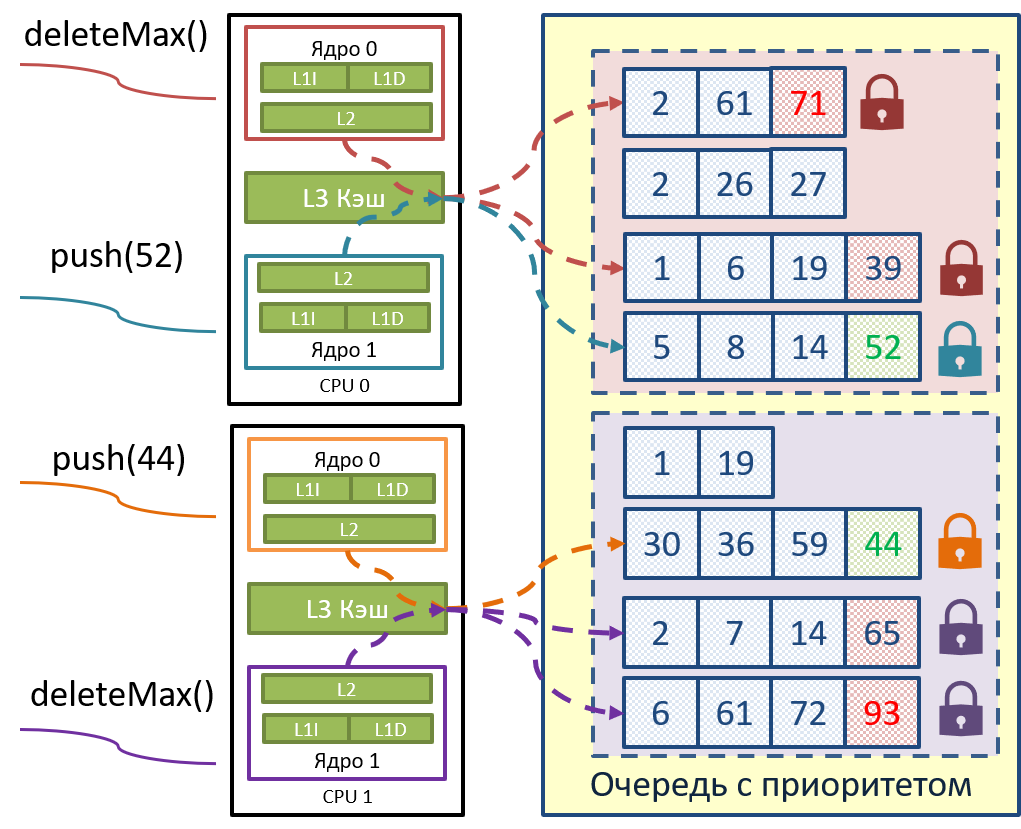 deleteMax()
push(52)
push(44)
deleteMax()
Ядро 0
L1I L1D
L2
L3 Кэш
L2
L1I L1D
Ядро 1
CPU 0
Ядро 0
L1I L1D
L2
L3 Кэш
L2
L1I L1D
Ядро 1
CPU 1
2 61 71
2 26 27
1 6 19 39
5 8 14 52
1 19
30 36 59 44
2 7 14 65
6 61 72 93
Очередь с приоритетом